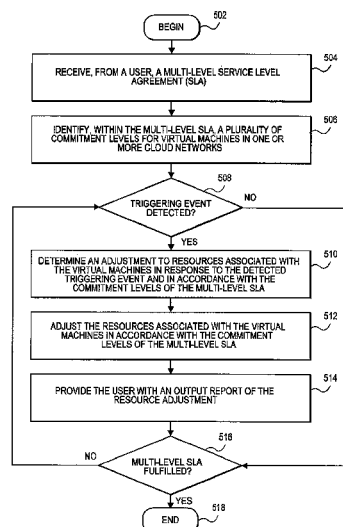 BEGIN
502
RECEIVE, FROM A USER, A MULTI-LEVEL SERVICE LEVEL
AGREEMENT (SLA)
504
IDENTIFY, WITHIN THE MULTI-LEVEL SLA, A PLURALITY OF
COMMITMENT LEVELS FOR VIRTUAL MACHINES IN ONE OR
MORE CLOUD NETWORKS
506
508
TRIGGERING EVENT
DETECTED?
NO
YES
DETERMINE AN ADJUSTMENT TO RESOURCES ASSOCIATED WITH
THE VIRTUAL MACHINES IN RESPONSE TO THE DETECTED
TRIGGERING EVENT AND IN ACCORDANCE WITH THE
COMMITMENT LEVELS OF THE MULTI-LEVEL SLA
510
ADJUST THE RESOURCES ASSOCIATED WITH THE VIRTUAL
MACHINES IN ACCORDANCE WITH THE COMMITMENT
LEVELS OF THE MULTI-LEVEL SLA
512
PROVIDE THE USER WITH AN OUTPUT REPORT OF THE
RESOURCE ADJUSTMENT
514
516
NO
MULTI-LEVEL SLA
FULFILLED?
YES
END
518